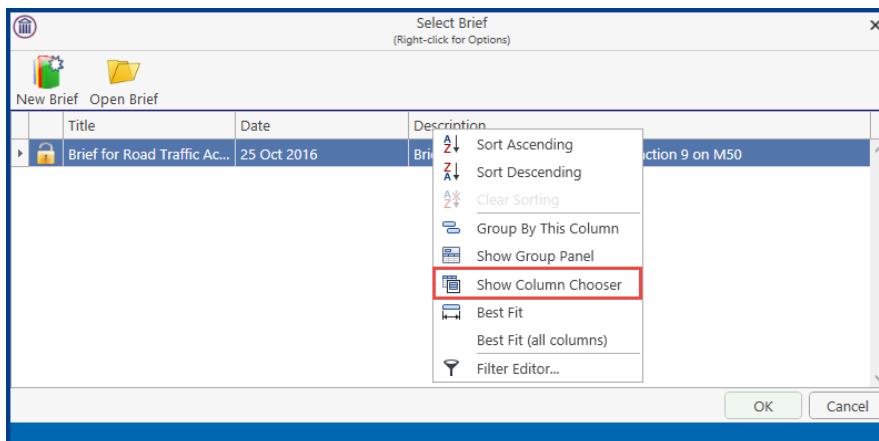 Select Brief
(Right-click for Options)
New Brief Open Brief
Title Date Description
Brief for Road Traffic Ac... 25 Oct 2016 Bri ction 9 on M50
Sort Ascending
Sort Descending
Clear Sorting
Group By This Column
Show Group Panel
Show Column Chooser
Best Fit
Best Fit (all columns)
Filter Editor...
OK Cancel